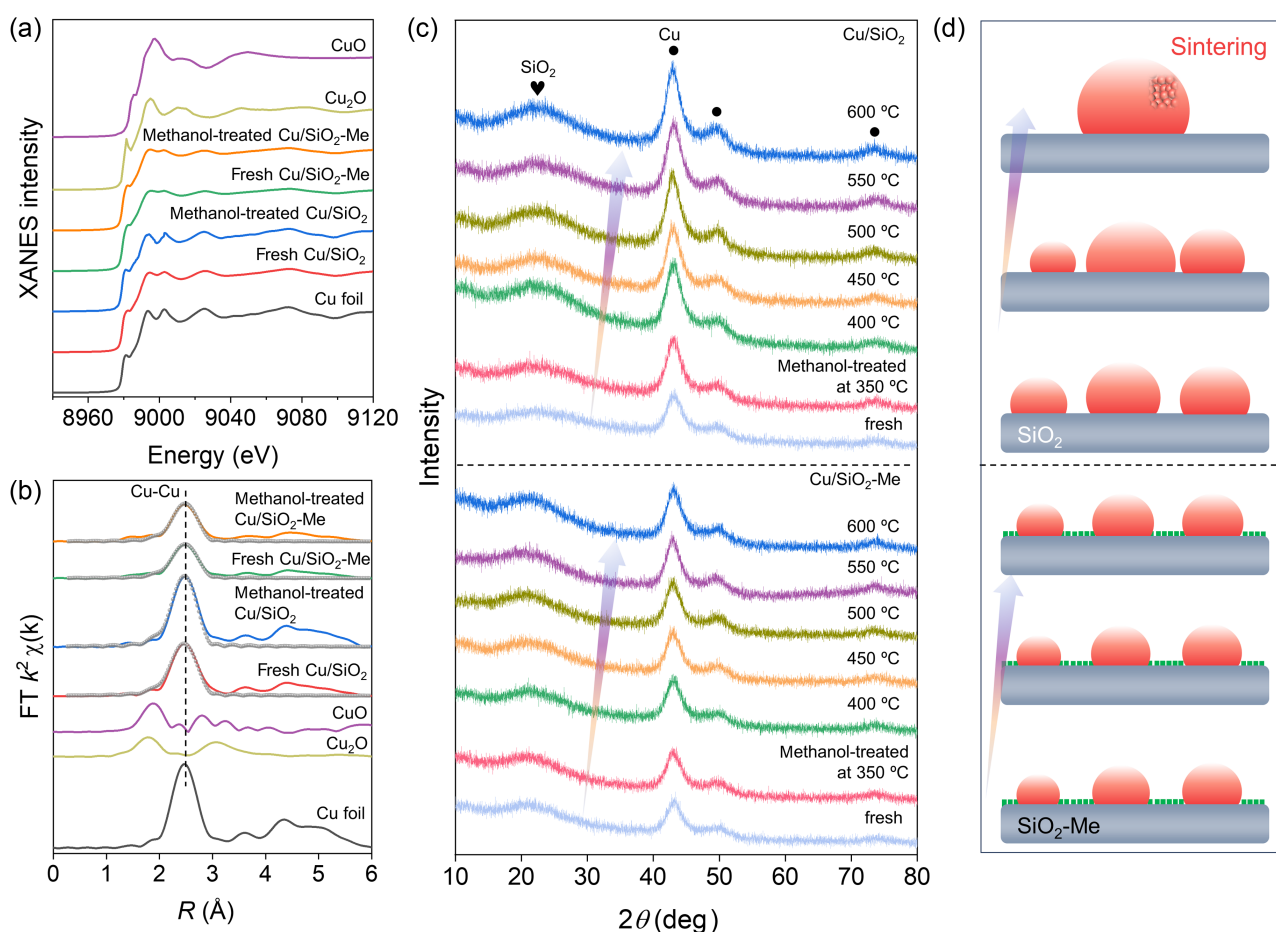 (a)
CuO
Cu₂O
Methanol-treated Cu/SiO₂-Me
Fresh Cu/SiO₂-Me
Methanol-treated Cu/SiO₂
Fresh Cu/SiO₂
Cu foil
XANES intensity
8960 9000 9040 9080 9120
Energy (eV)
(b)
Cu-Cu
Methanol-treated
Cu/SiO₂-Me
Fresh Cu/SiO₂-Me
Methanol-treated
Cu/SiO₂
Fresh Cu/SiO₂
CuO
Cu₂O
Cu foil
FT k² χ(k)
0 1 2 3 4 5 6
R (Å)
(c)
Cu
Cu/SiO₂
SiO₂
600 ºC
550 ºC
500 ºC
450 ºC
400 ºC
Methanol-treated
at 350 ºC
fresh
Cu/SiO₂-Me
600 ºC
550 ºC
500 ºC
450 ºC
400 ºC
Methanol-treated
at 350 ºC
fresh
Intensity
10 20 30 40 50 60 70 80
2θ (deg)
(d)
Sintering
SiO₂
SiO₂-Me